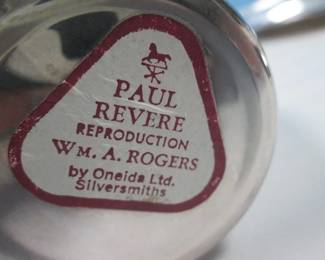 PAUL
REVERE
REPRODUCTION
WM. A. ROGERS
by Oneida Ltd.
Silversmiths